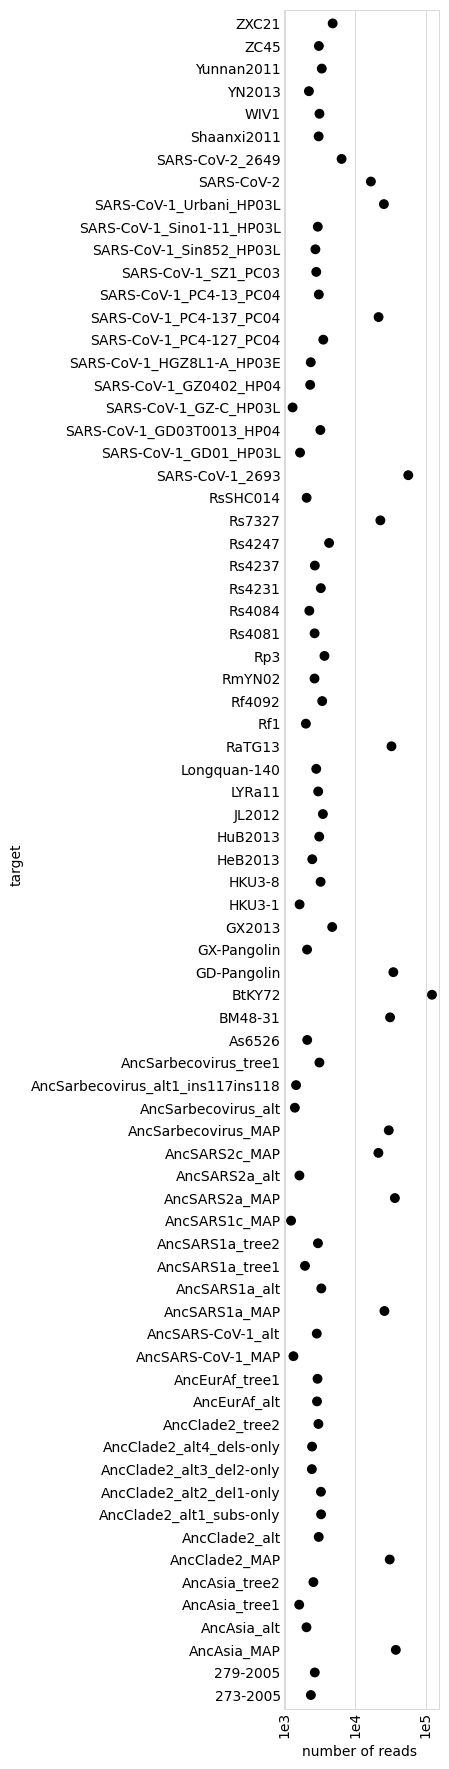 ZXC21
ZC45
Yunnan2011
YN2013
WIV1
Shaanxi2011
SARS-CoV-2_2649
SARS-CoV-2
SARS-CoV-1_Urbani_HP03L
SARS-CoV-1_Sino1-11_HP03L
SARS-CoV-1_Sin852_HP03L
SARS-CoV-1_SZ1_PC03
SARS-CoV-1_PC4-13_PC04
SARS-CoV-1_PC4-137_PC04
SARS-CoV-1_PC4-127_PC04
SARS-CoV-1_HGZ8L1-A_HP03E
SARS-CoV-1_GZ0402_HP04
SARS-CoV-1_GZ-C_HP03L
SARS-CoV-1_GD03T0013_HP04
SARS-CoV-1_GD01_HP03L
SARS-CoV-1_2693
RsSHC014
Rs7327
Rs4247
Rs4237
Rs4231
Rs4084
Rs4081
Rp3
RmYN02
Rf4092
Rf1
RaTG13
Longquan-140
LYRa11
JL2012
HuB2013
HeB2013
HKU3-8
HKU3-1
GX2013
GX-Pangolin
GD-Pangolin
BtKY72
BM48-31
As6526
AncSarbecovirus_tree1
AncSarbecovirus_alt1_ins117ins118
AncSarbecovirus_alt
AncSarbecovirus_MAP
AncSARS2c_MAP
AncSARS2a_alt
AncSARS2a_MAP
AncSARS1c_MAP
AncSARS1a_tree2
AncSARS1a_tree1
AncSARS1a_alt
AncSARS1a_MAP
AncSARS-CoV-1_alt
AncSARS-CoV-1_MAP
AncEurAf_tree1
AncEurAf_alt
AncClade2_tree2
AncClade2_alt4_dels-only
AncClade2_alt3_del2-only
AncClade2_alt2_del1-only
AncClade2_alt1_subs-only
AncClade2_alt
AncClade2_MAP
AncAsia_tree2
AncAsia_tree1
AncAsia_alt
AncAsia_MAP
279-2005
273-2005
target
1e3
1e4
1e5
number of reads